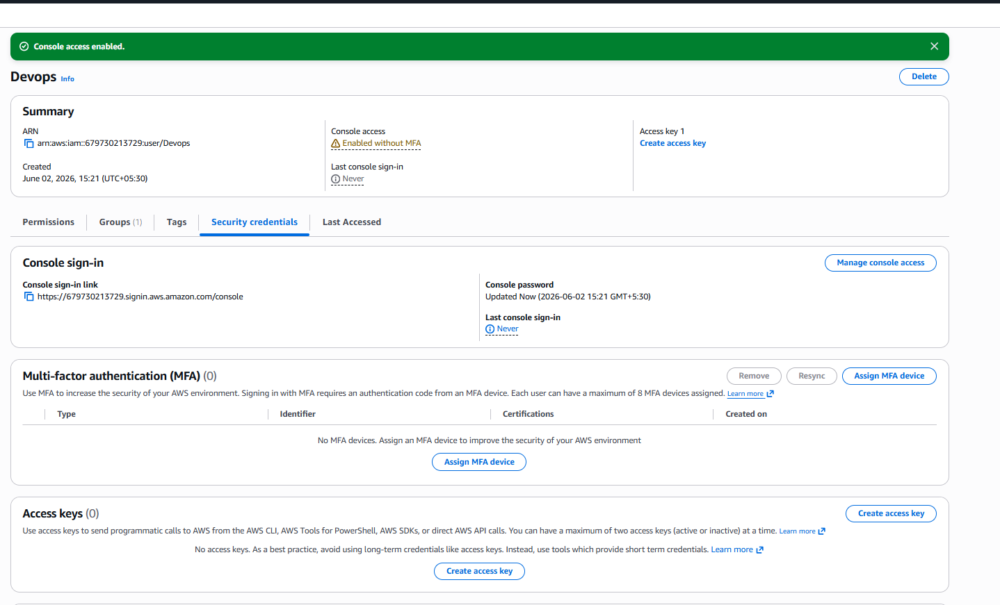 Console access enabled.
Devops Info
Delete
Summary
ARN
arn:aws:iam::679730213729:user/Devops
Created
June 02, 2026, 15:21 (UTC+05:30)
Console access
Enabled without MFA
Last console sign-in
Never
Access key 1
Create access key
Permissions
Groups (1)
Tags
Security credentials
Last Accessed
Console sign-in
Manage console access
Console sign-in link
https://679730213729.signin.aws.amazon.com/console
Console password
Updated Now (2026-06-02 15:21 GMT+5:30)
Last console sign-in
Never
Multi-factor authentication (MFA) (0)
Remove
Resync
Assign MFA device
Use MFA to increase the security of your AWS environment. Signing in with MFA requires an authentication code from an MFA device. Each user can have a maximum of 8 MFA devices assigned. Learn more
Type
Identifier
Certifications
Created on
No MFA devices. Assign an MFA device to improve the security of your AWS environment
Assign MFA device
Access keys (0)
Create access key
Use access keys to send programmatic calls to AWS from the AWS CLI, AWS Tools for PowerShell, AWS SDKs, or direct AWS API calls. You can have a maximum of two access keys (active or inactive) at a time. Learn more
No access keys. As a best practice, avoid using long-term credentials like access keys. Instead, use tools which provide short term credentials. Learn more
Create access key